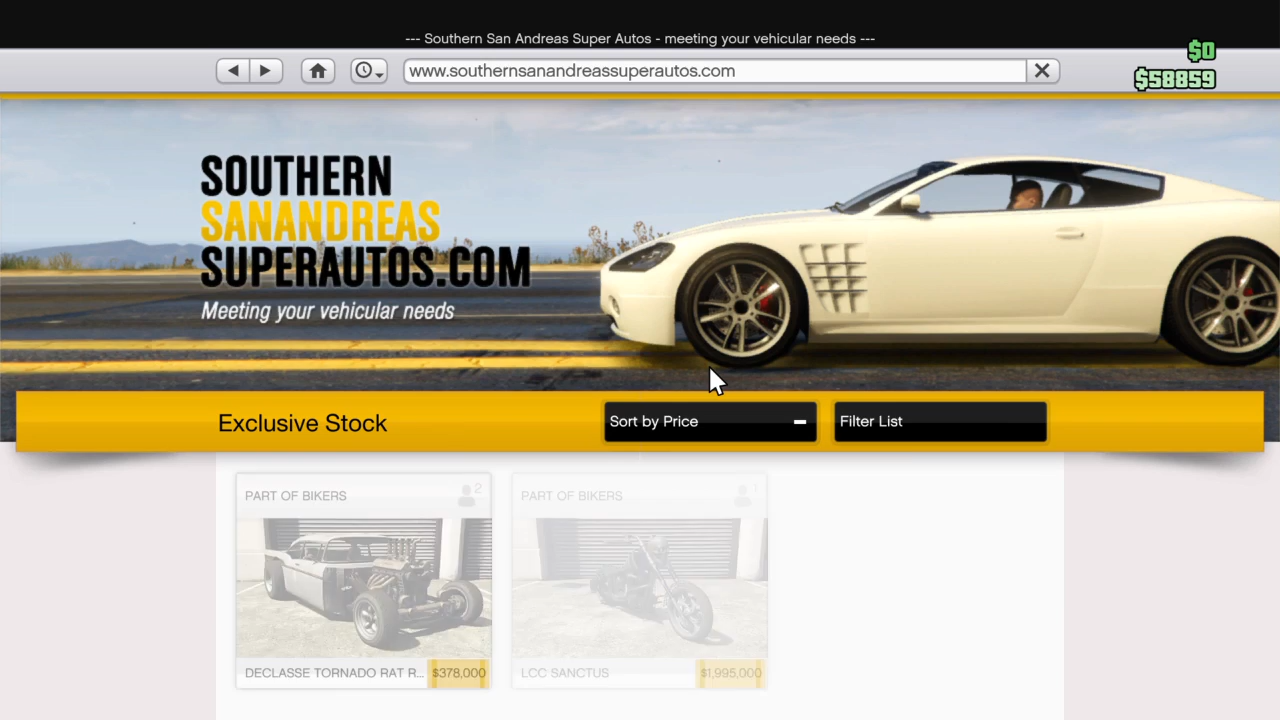 --- Southern San Andreas Super Autos - meeting your vehicular needs ---
$0
www.southernsanandreassuperautos.com
$58859
SOUTHERN
SANANDREAS
SUPERAUTOS.COM
Meeting your vehicular needs
Exclusive Stock
Sort by Price
Filter List
PART OF BIKERS 2
PART OF BIKERS 1
DECLASSE TORNADO RAT R... $378,000
LCC SANCTUS $1,995,000